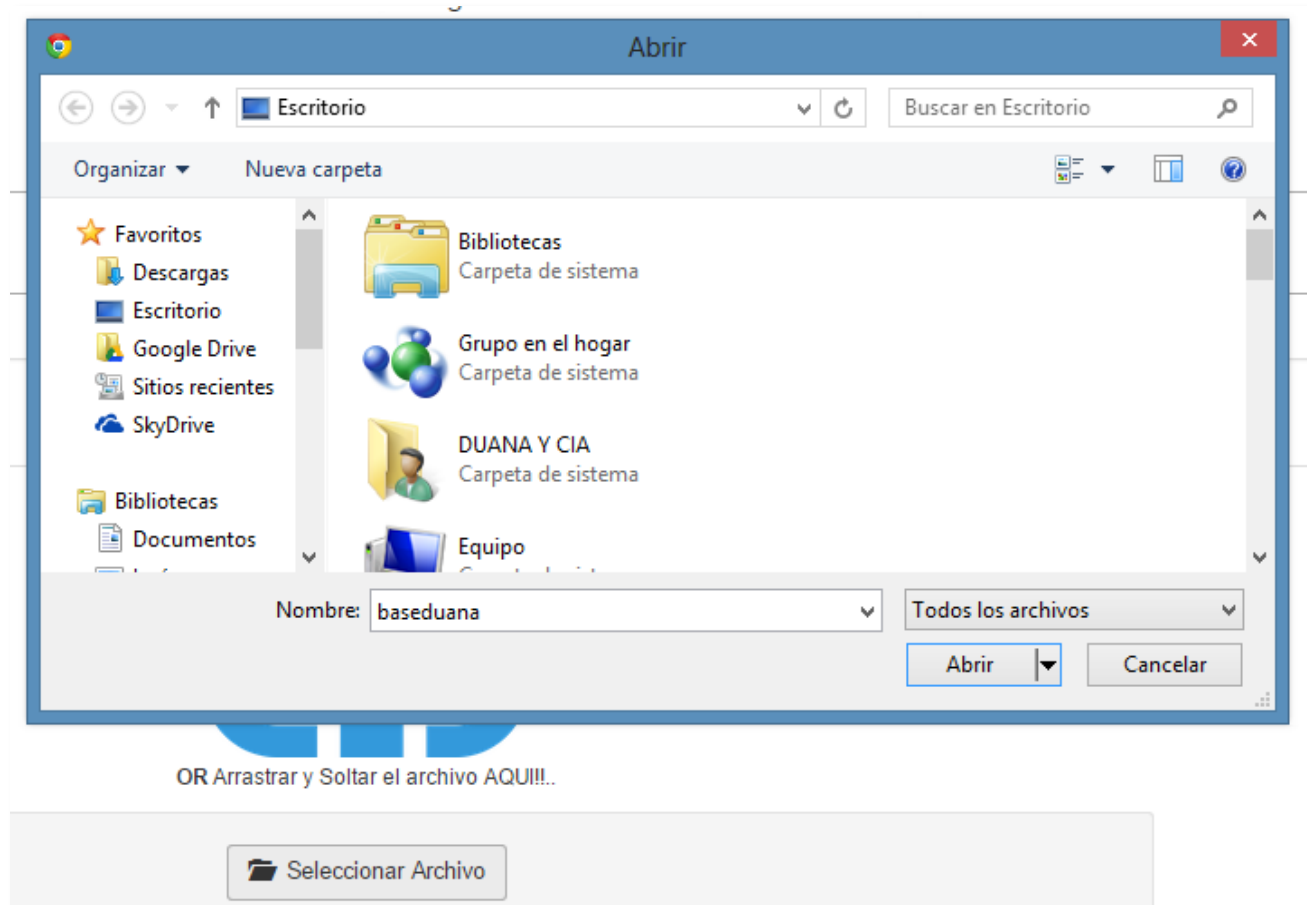 Abrir
Escritorio
Buscar en Escritorio
Organizar
Nueva carpeta
Favoritos
Descargas
Escritorio
Google Drive
Sitios recientes
SkyDrive
Bibliotecas
Documentos
Bibliotecas
Carpeta de sistema
Grupo en el hogar
Carpeta de sistema
DUANA Y CIA
Carpeta de sistema
Equipo
Nombre: baseduana
Todos los archivos
Abrir
Cancelar
OR Arrastrar y Soltar el archivo AQUI!!..
Seleccionar Archivo